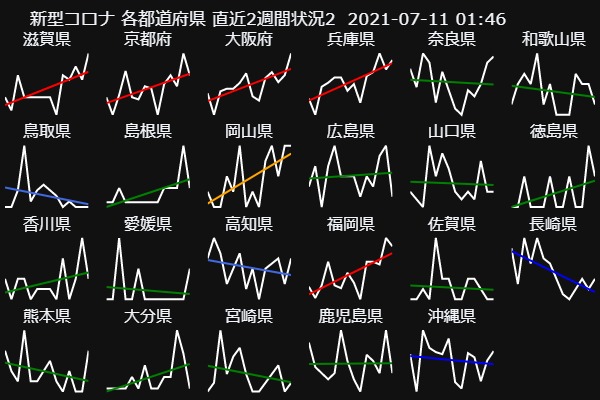 新型コロナ 各都道府県 直近2週間状況2 2021-07-11 01:46
滋賀県 京都府 大阪府 兵庫県 奈良県 和歌山県
鳥取県 島根県 岡山県 広島県 山口県 徳島県
香川県 愛媛県 高知県 福岡県 佐賀県 長崎県
熊本県 大分県 宮崎県 鹿児島県 沖縄県